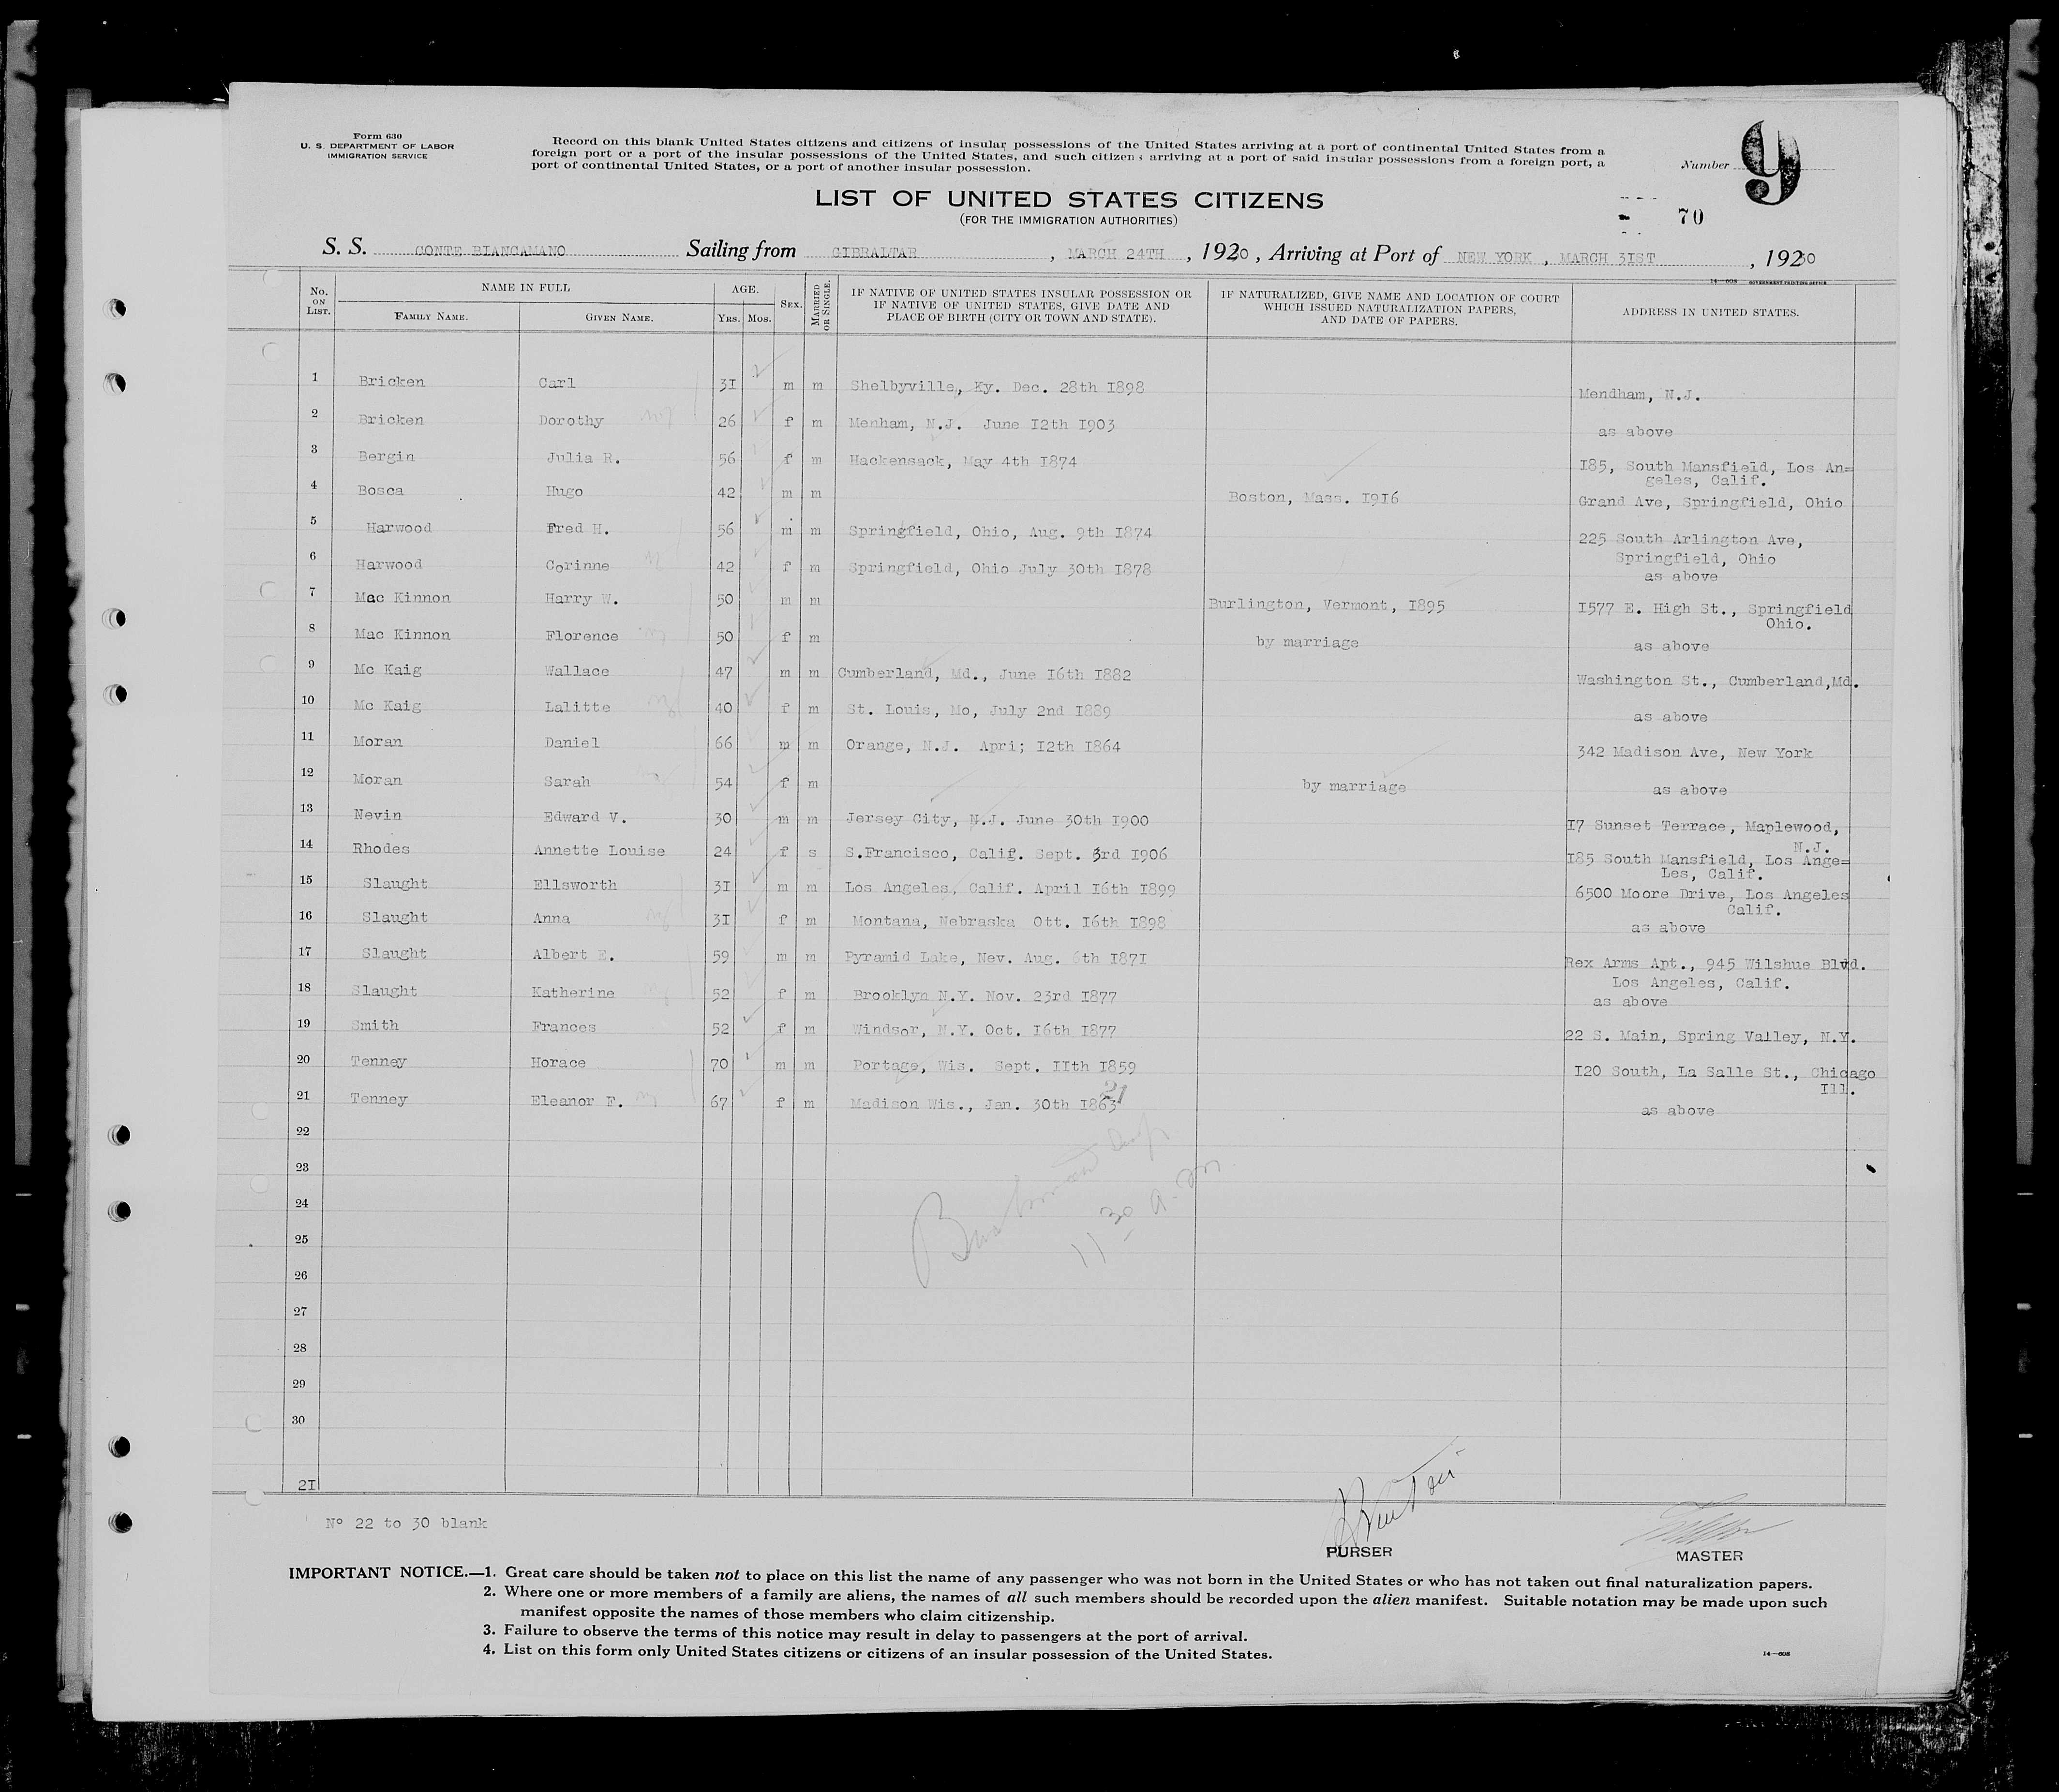 Form 630
U. S. DEPARTMENT OF LABOR
IMMIGRATION SERVICE
Record on this blank United States citizens and citizens of insular possessions of the United States arriving at a port of continental United States from a
foreign port or a port of the insular possessions of the United States, and such citizens arriving at a port of said insular possessions from a foreign port, a
port of continental United States, or a port of another insular possession.
Number 9
LIST OF UNITED STATES CITIZENS
(FOR THE IMMIGRATION AUTHORITIES)
70
S. S. CONTE BIANCAMANO Sailing from GIBRALTAR, MARCH 24TH, 1930, Arriving at Port of NEW YORK, MARCH 31ST, 1930
14—608 GOVERNMENT PRINTING OFFICE
No. ON LIST. NAME IN FULL FAMILY NAME. GIVEN NAME. AGE. YRS. MOS. SEX. MARRIED OR SINGLE. IF NATIVE OF UNITED STATES INSULAR POSSESSION OR IF NATIVE OF UNITED STATES, GIVE DATE AND PLACE OF BIRTH (CITY OR TOWN AND STATE). IF NATURALIZED, GIVE NAME AND LOCATION OF COURT WHICH ISSUED NATURALIZATION PAPERS, AND DATE OF PAPERS. ADDRESS IN UNITED STATES.
1 Bricken Carl 31 m m Shelbyville, Ky. Dec. 28th 1898 Mendham, N.J.
2 Bricken Dorothy 26 f m Menham, N.J. June 12th 1903 as above
3 Bergin Julia R. 56 f m Hackensack, May 4th 1874 185, South Mansfield, Los An=
geles, Calif.
4 Bosca Hugo 42 m m Boston, Mass. 1916 Grand Ave, Springfield, Ohio
5 Harwood Fred H. 56 m m Springfield, Ohio, Aug. 9th 1874 225 South Arlington Ave,
Springfield, Ohio
6 Harwood Corinne 42 f m Springfield, Ohio July 30th 1878 as above
7 Mac Kinnon Harry W. 50 m m Burlington, Vermont, 1895 1577 E. High St., Springfield
Ohio.
8 Mac Kinnon Florence 50 f m by marriage as above
9 Mc Kaig Wallace 47 m m Cumberland, Md., June 16th 1882 Washington St., Cumberland,Md.
10 Mc Kaig Lalitte 40 f m St. Louis, Mo, July 2nd 1889 as above
11 Moran Daniel 66 m m Orange, N.J. Apri; 12th 1864 342 Madison Ave, New York
12 Moran Sarah 54 f m by marriage as above
13 Nevin Edward V. 30 m m Jersey City, N.J. June 30th 1900 17 Sunset Terrace, Maplewood,
N.J.
14 Rhodes Annette Louise 24 f s S.Francisco, Calif. Sept. 3rd 1906 185 South Mansfield, Los Ange=
Les, Calif.
15 Slaught Ellsworth 31 m m Los Angeles, Calif. April 16th 1899 6500 Moore Drive, Los Angeles
Calif.
16 Slaught Anna 31 f m Montana, Nebraska Ott. 16th 1898 as above
17 Slaught Albert E. 59 m m Pyramid Lake, Nev. Aug. 6th 1871 Rex Arms Apt., 945 Wilshue Blvd.
Los Angeles, Calif.
18 Slaught Katherine 52 f m Brooklyn N.Y. Nov. 23rd 1877 as above
19 Smith Frances 52 f m Windsor, N.Y. Oct. 16th 1877 22 S. Main, Spring Valley, N.Y.
20 Tenney Horace 70 m m Portage, Wis. Sept. 11th 1859 120 South, La Salle St., Chicago
Ill.
21 Tenney Eleanor F. 67 f m Madison Wis., Jan. 30th 1863 as above
21
22
23
24
11 30 A.M.
25
26
27
28
29
30
21
Nº 22 to 30 blank
PURSER
MASTER
IMPORTANT NOTICE.—1. Great care should be taken not to place on this list the name of any passenger who was not born in the United States or who has not taken out final naturalization papers.
2. Where one or more members of a family are aliens, the names of all such members should be recorded upon the alien manifest. Suitable notation may be made upon such
manifest opposite the names of those members who claim citizenship.
3. Failure to observe the terms of this notice may result in delay to passengers at the port of arrival.
4. List on this form only United States citizens or citizens of an insular possession of the United States.
14—608